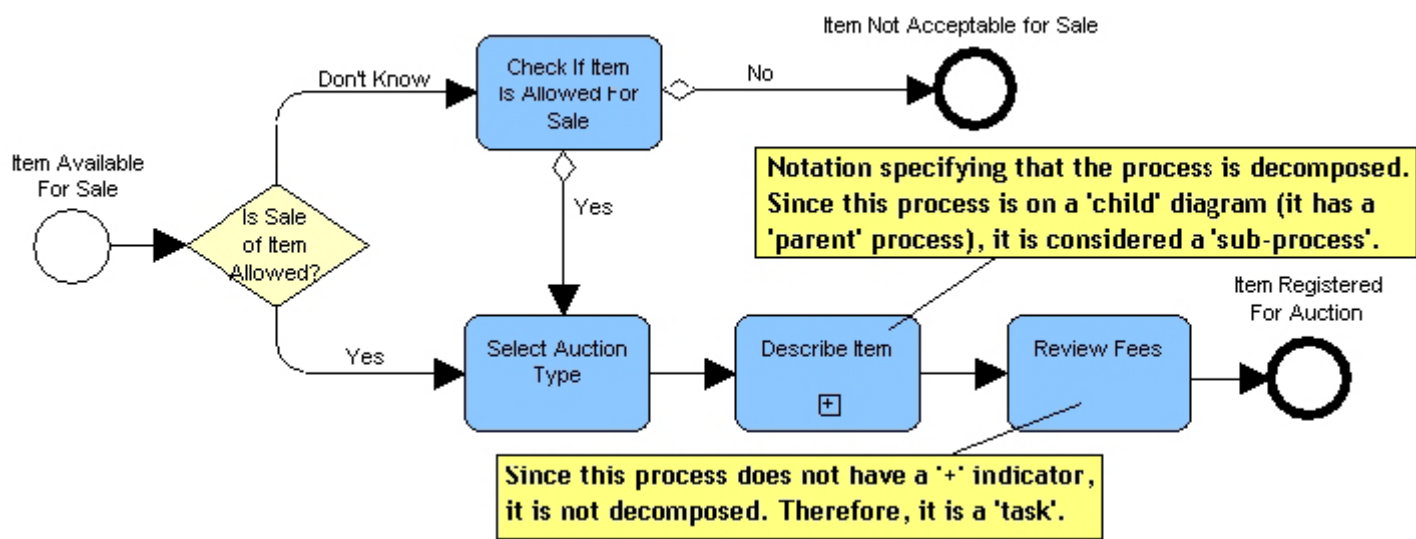 Item Not Acceptable for Sale
Don't Know
Check If Item
Is Allowed For
Sale
No
Item Available
For Sale
Notation specifying that the process is decomposed.
Since this process is on a 'child' diagram (it has a
'parent' process), it is considered a 'sub-process'.
Is Sale
of Item
Allowed?
Yes
Item Registered
For Auction
Yes
Select Auction
Type
Describe Item
+
Review Fees
Since this process does not have a '+' indicator,
it is not decomposed. Therefore, it is a 'task'.